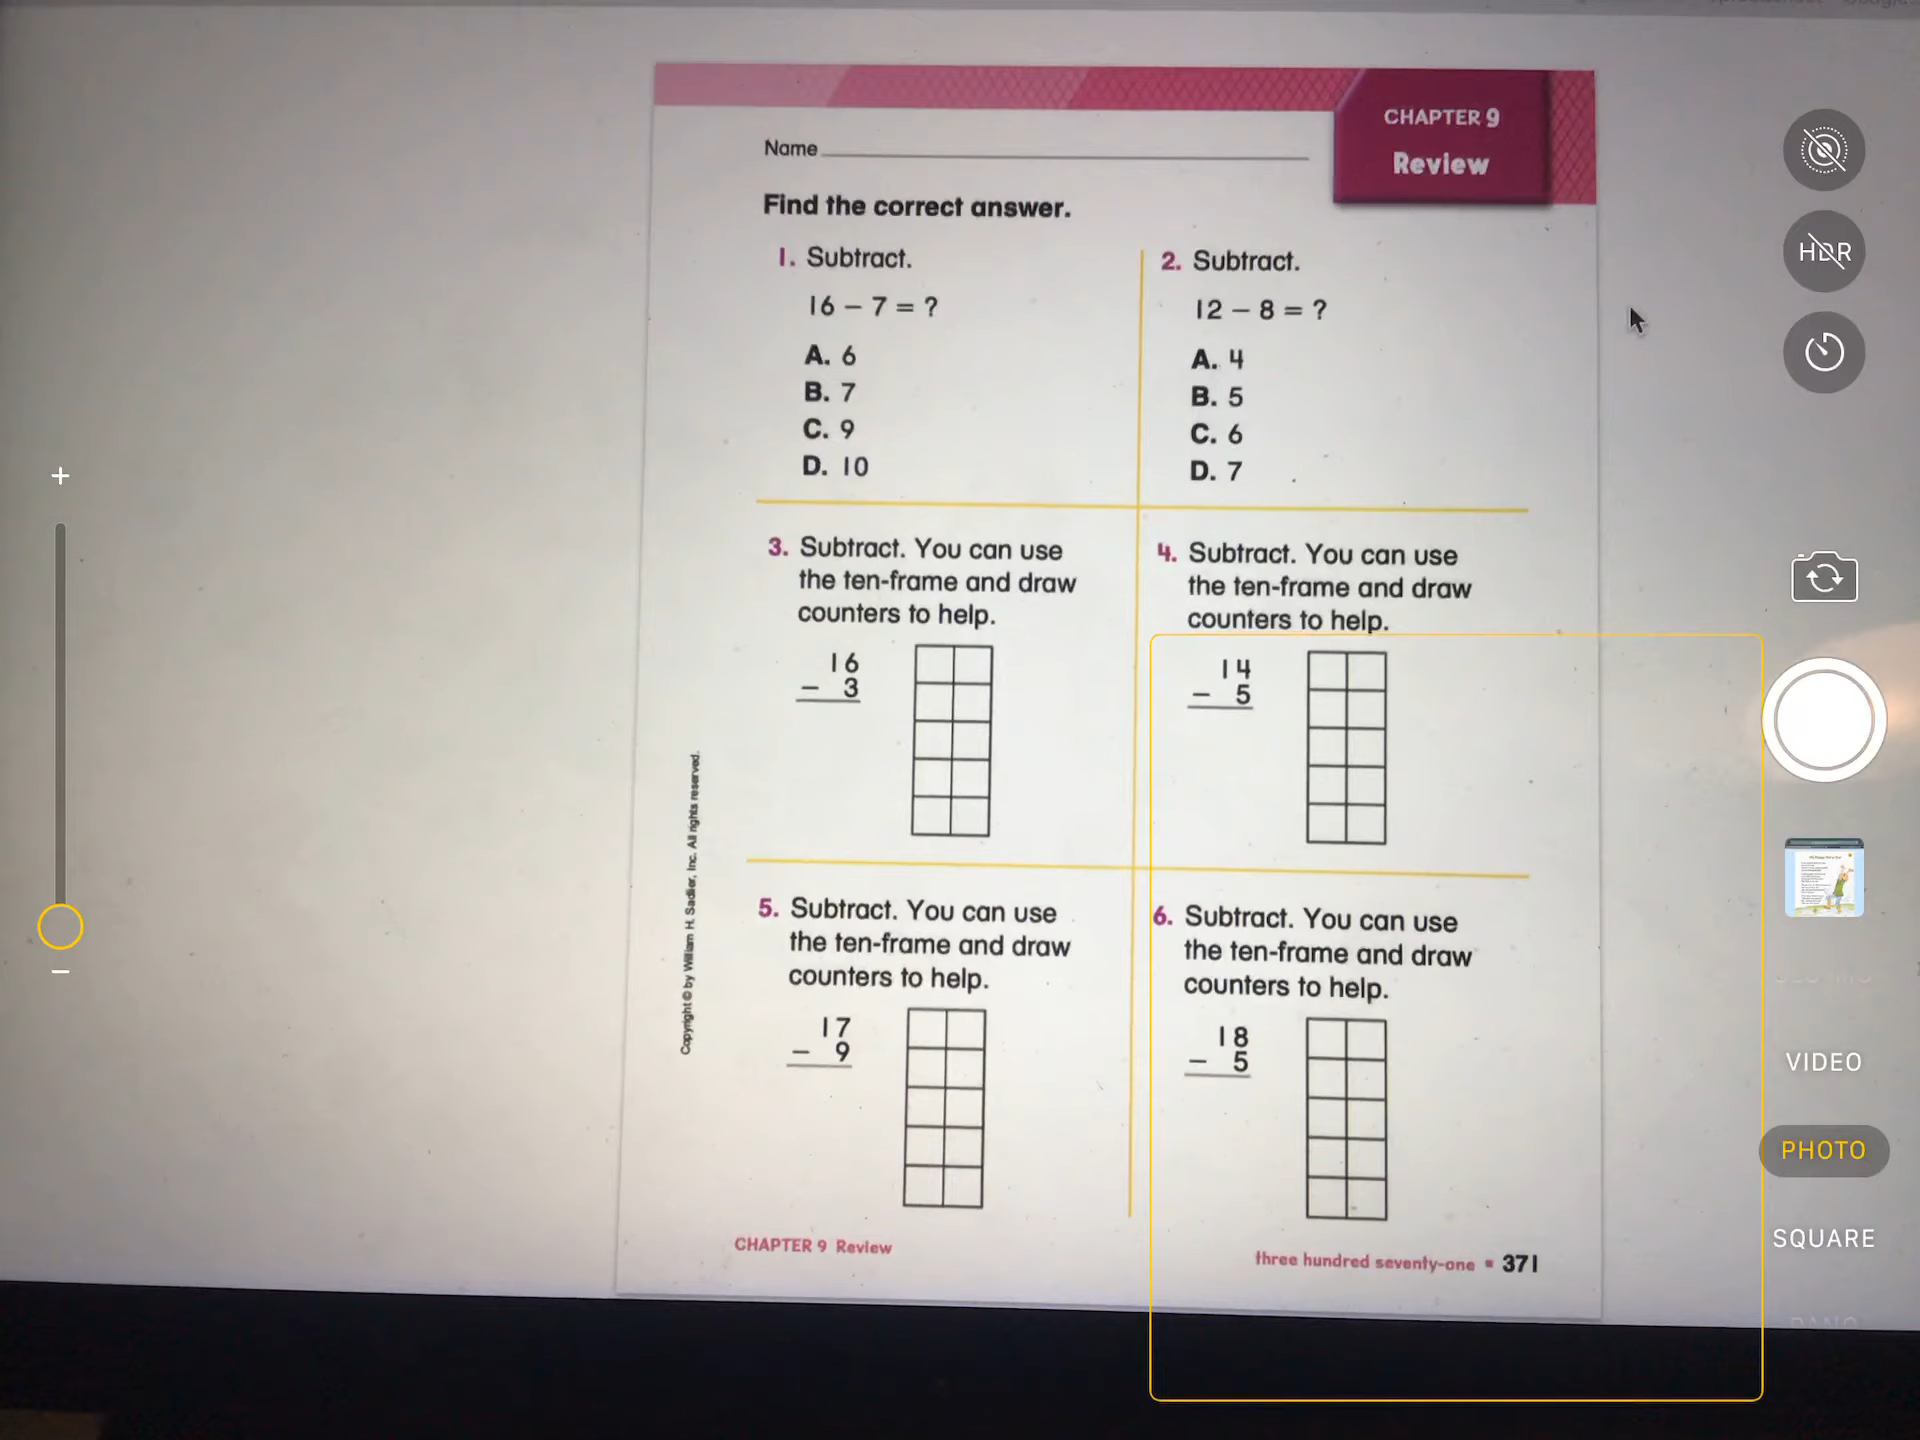 CHAPTER 9
Review
Name
Find the correct answer.
1. Subtract.
16 – 7 = ?
A. 6
B. 7
C. 9
D. 10
2. Subtract.
12 – 8 = ?
A. 4
B. 5
C. 6
D. 7
3. Subtract. You can use
the ten-frame and draw
counters to help.
16
– 3
4. Subtract. You can use
the ten-frame and draw
counters to help.
14
– 5
5. Subtract. You can use
the ten-frame and draw
counters to help.
17
– 9
6. Subtract. You can use
the ten-frame and draw
counters to help.
18
– 5
Copyright © by William H. Sadlier, Inc. All rights reserved.
CHAPTER 9 Review
three hundred seventy-one ▪ 371
HDR
+
–
VIDEO
PHOTO
SQUARE